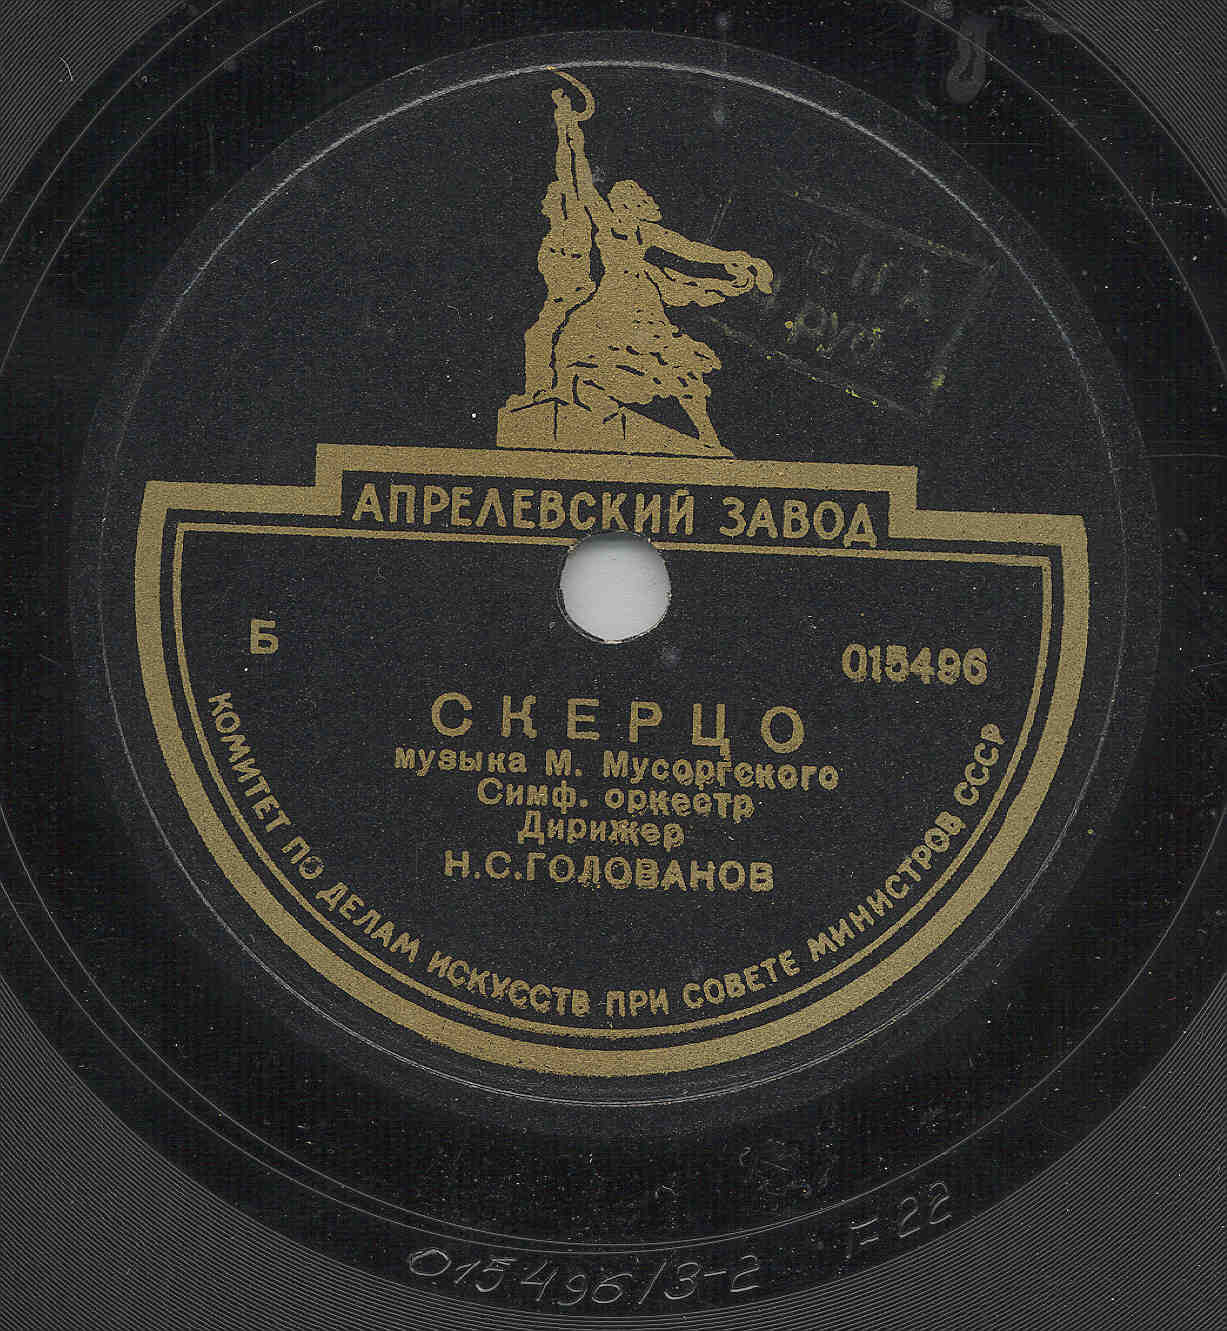 АПРЕЛЕВСКИЙ ЗАВОД
Б
015496
СКЕРЦО
музыка М. Мусоргского
Симф. оркестр
Дирижер
Н.С.ГОЛОВАНОВ
КОМИТЕТ ПО ДЕЛАМ ИСКУССТВ ПРИ СОВЕТЕ МИНИСТРОВ СССР
015496/3-2